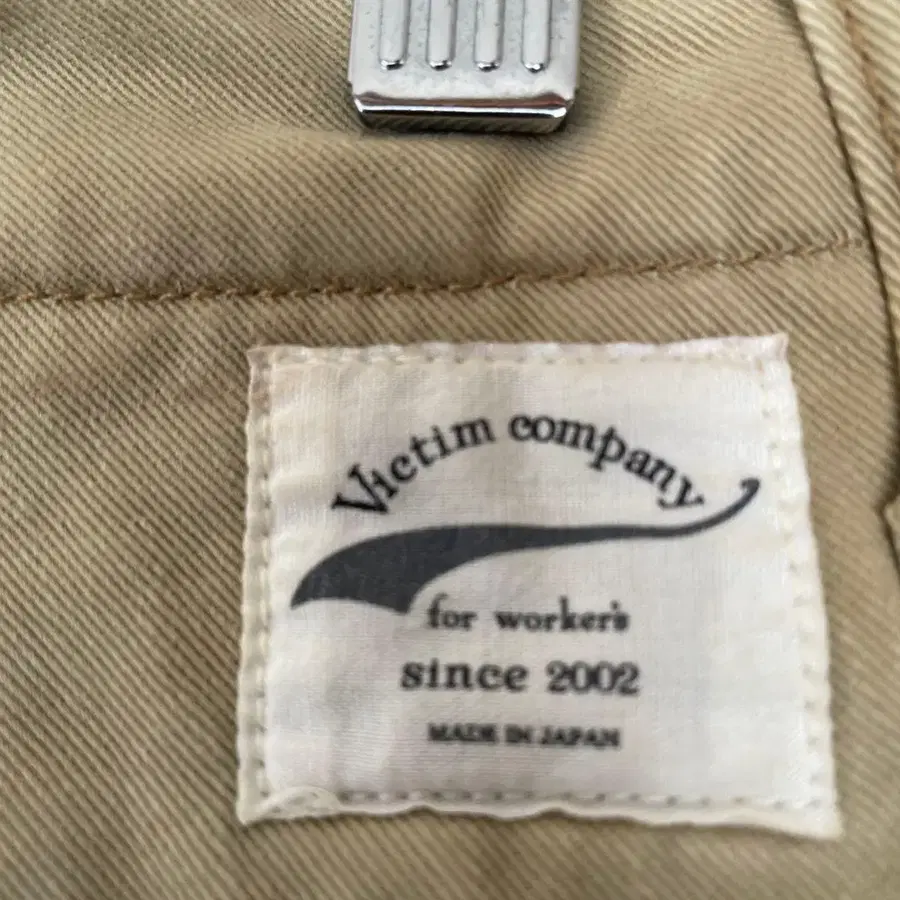 Victim company
for worker's
since 2002
MADE IN JAPAN